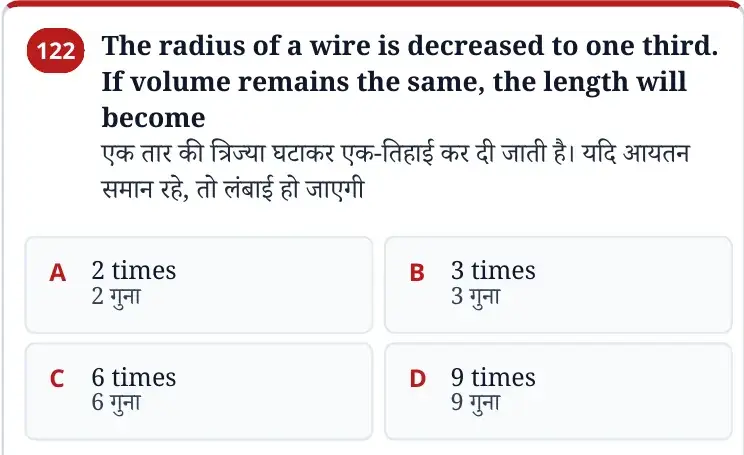 122 The radius of a wire is decreased to one third.
If volume remains the same, the length will
become
एक तार की त्रिज्या घटाकर एक-तिहाई कर दी जाती है। यदि आयतन
समान रहे, तो लंबाई हो जाएगी
A 2 times
2 गुना
B 3 times
3 गुना
C 6 times
6 गुना
D 9 times
9 गुना